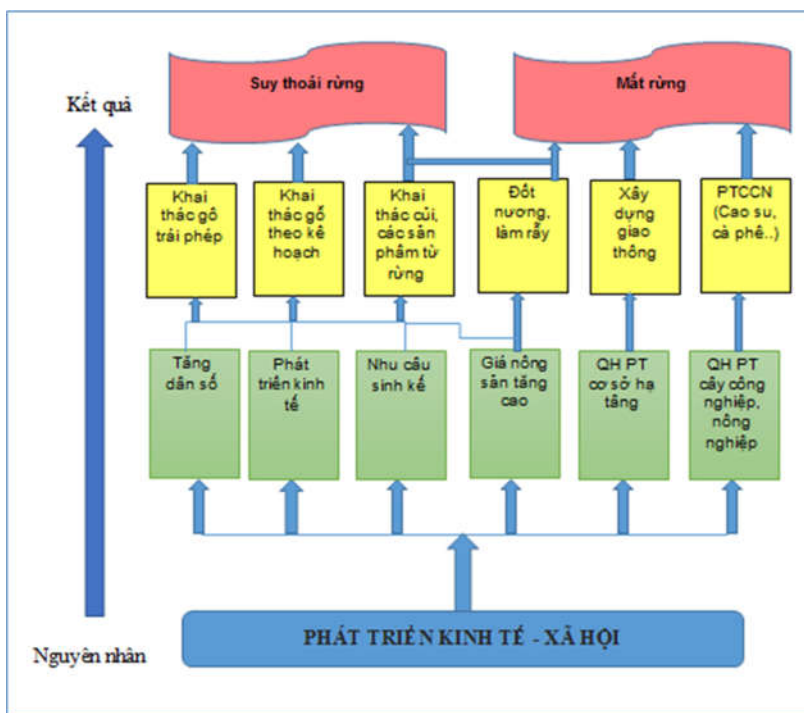 Kết quả
Suy thoái rừng
Mất rừng
Khai
thác gỗ
trái phép
Khai
thác gỗ
theo kế
hoạch
Khai
thác củi,
các sản
phẩm từ
rừng
Đốt
nương,
làm rẫy
Xây
dựng
giao
thông
PTCCN
(Cao su,
cà phê..)
Tăng
dân số
Phát
triển kinh
tế
Nhu cầu
sinh kế
Giá nông
sản tăng
cao
QH PT
cơ sở hạ
tầng
QH PT
cây công
nghiệp,
nông
nghiệp
Nguyên nhân
PHÁT TRIỂN KINH TẾ - XÃ HỘI